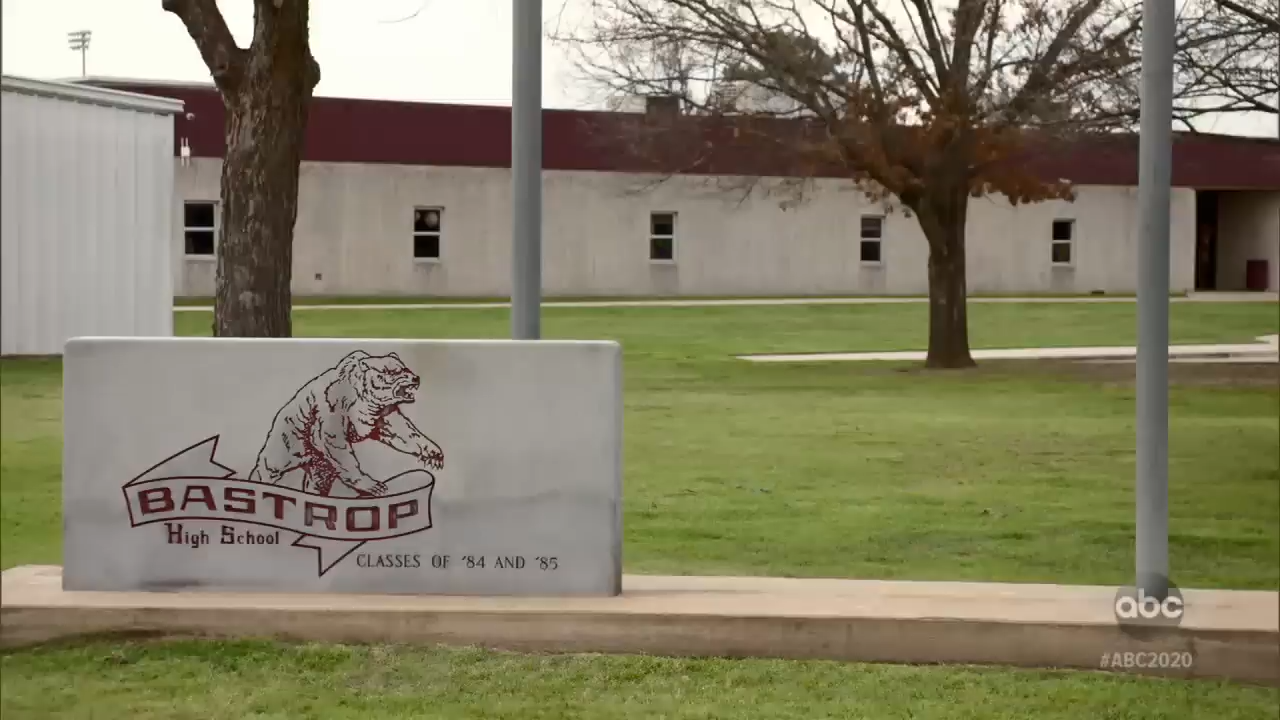 BASTROP
High School
CLASSES OF '84 AND '85
abc
#ABC2020